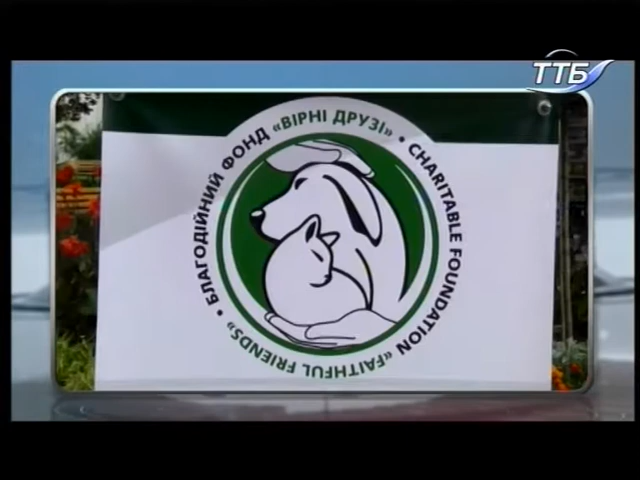 ТТБ
БЛАГОДІЙНИЙ ФОНД «ВІРНІ ДРУЗІ» •
CHARITABLE FOUNDATION «FAITHFUL FRIENDS» •